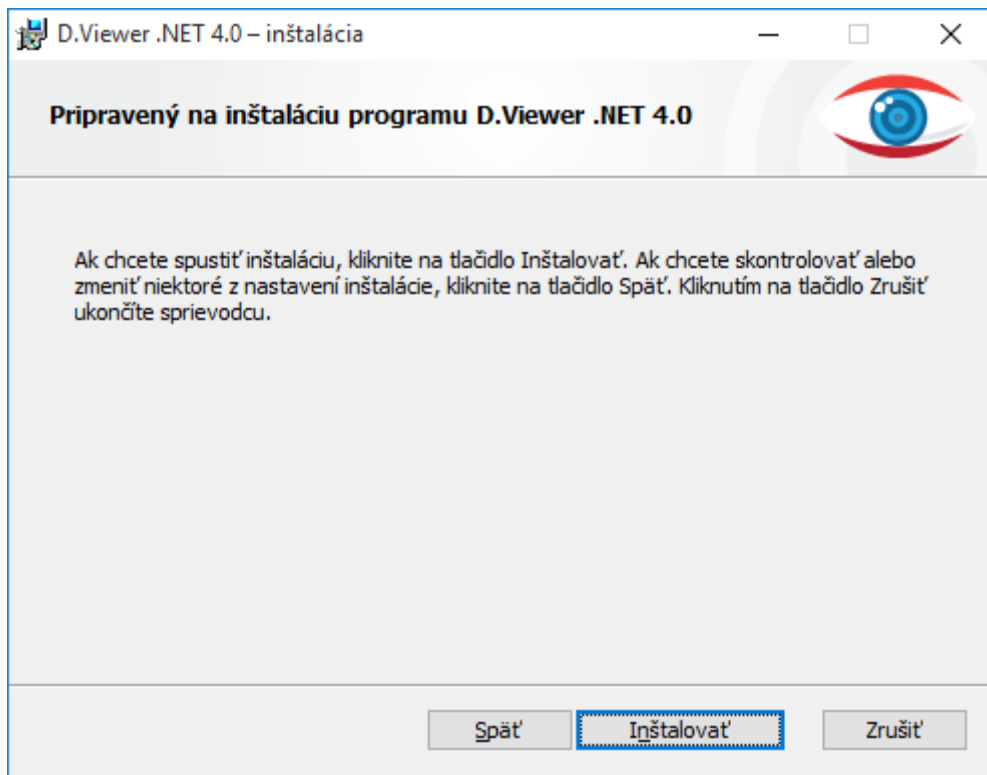 D.Viewer .NET 4.0 – inštalácia
Pripravený na inštaláciu programu D.Viewer .NET 4.0
Ak chcete spustiť inštaláciu, kliknite na tlačidlo Inštalovať. Ak chcete skontrolovať alebo
zmeniť niektoré z nastavení inštalácie, kliknite na tlačidlo Späť. Kliknutím na tlačidlo Zrušiť
ukončíte sprievodcu.
Späť Inštalovať Zrušiť